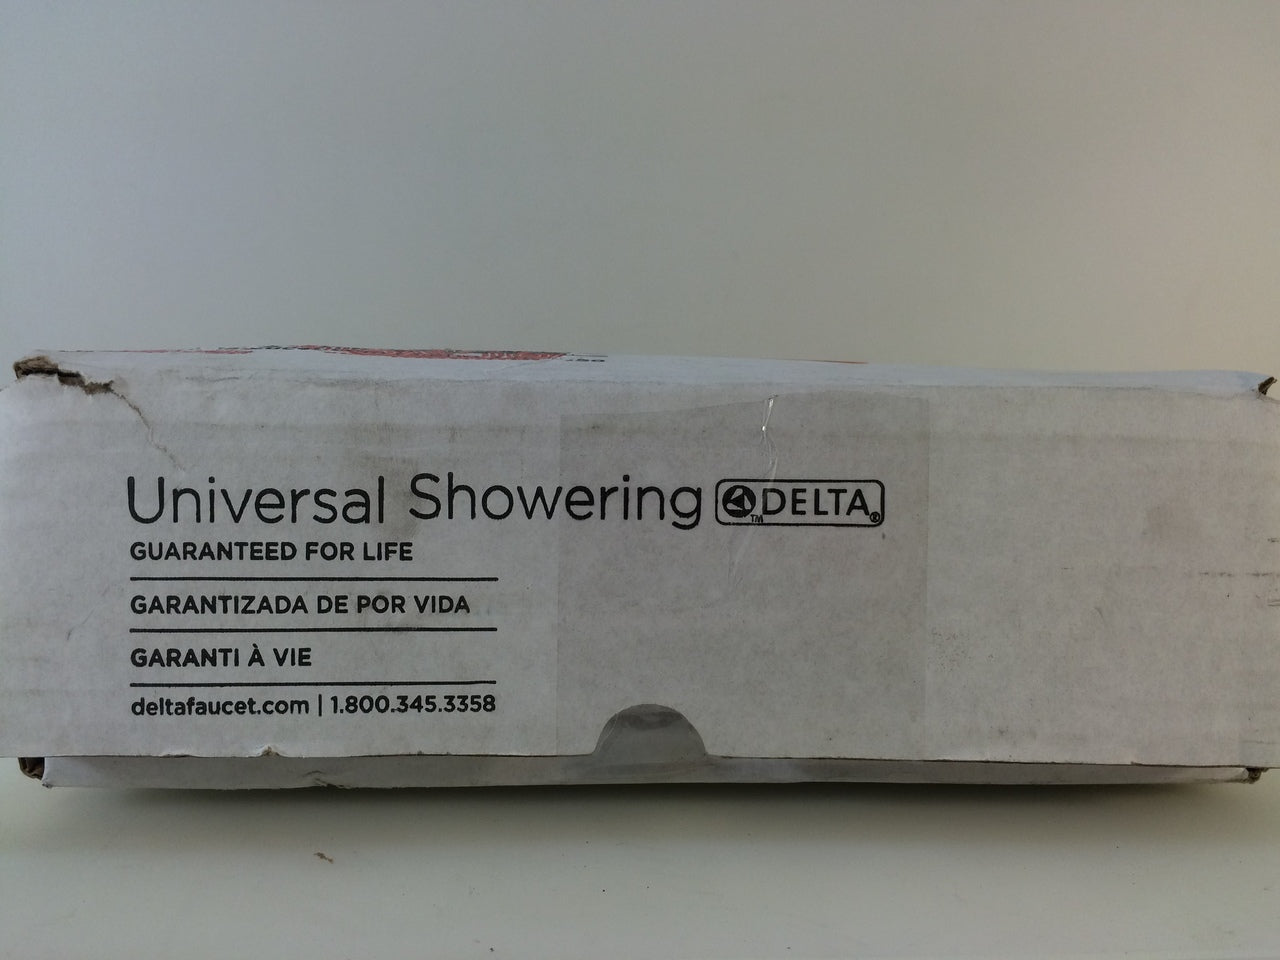 Universal Showering DELTA®
GUARANTEED FOR LIFE
GARANTIZADA DE POR VIDA
GARANTI À VIE
deltafaucet.com | 1.800.345.3358